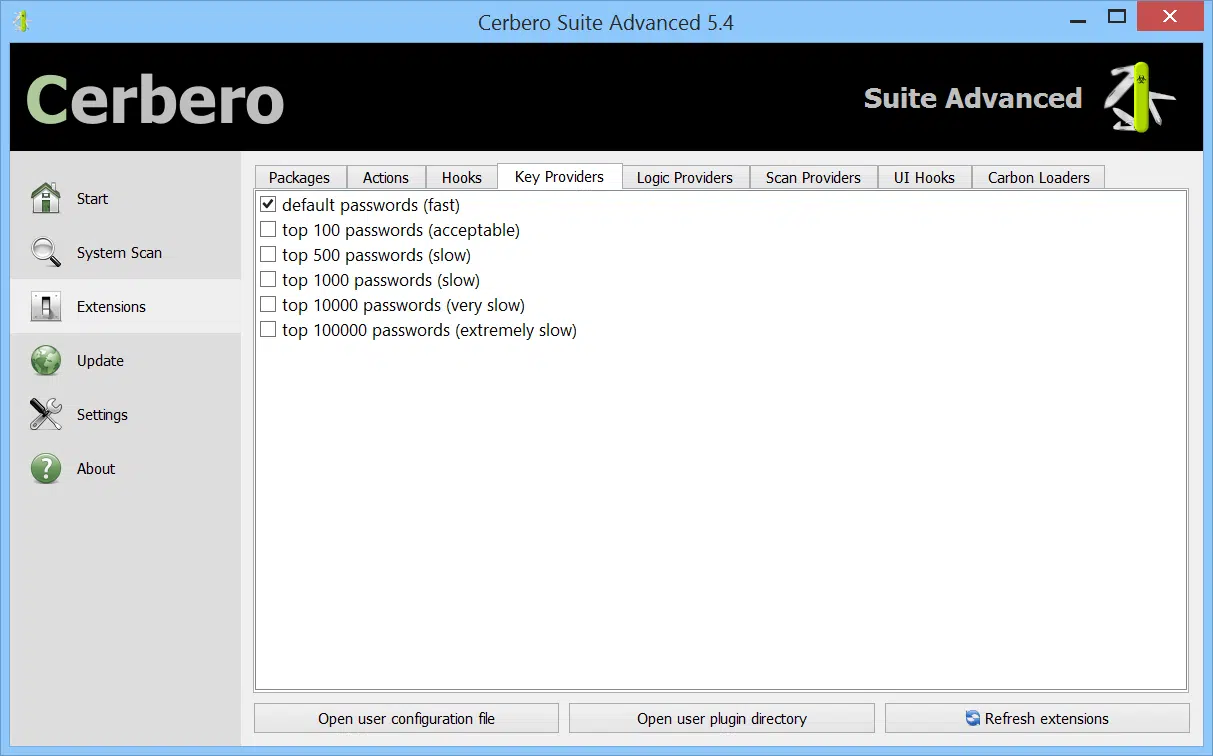 Cerbero Suite Advanced 5.4
Cerbero
Suite Advanced
Start
System Scan
Extensions
Update
Settings
About
Packages Actions Hooks Key Providers Logic Providers Scan Providers UI Hooks Carbon Loaders
default passwords (fast)
top 100 passwords (acceptable)
top 500 passwords (slow)
top 1000 passwords (slow)
top 10000 passwords (very slow)
top 100000 passwords (extremely slow)
Open user configuration file Open user plugin directory Refresh extensions